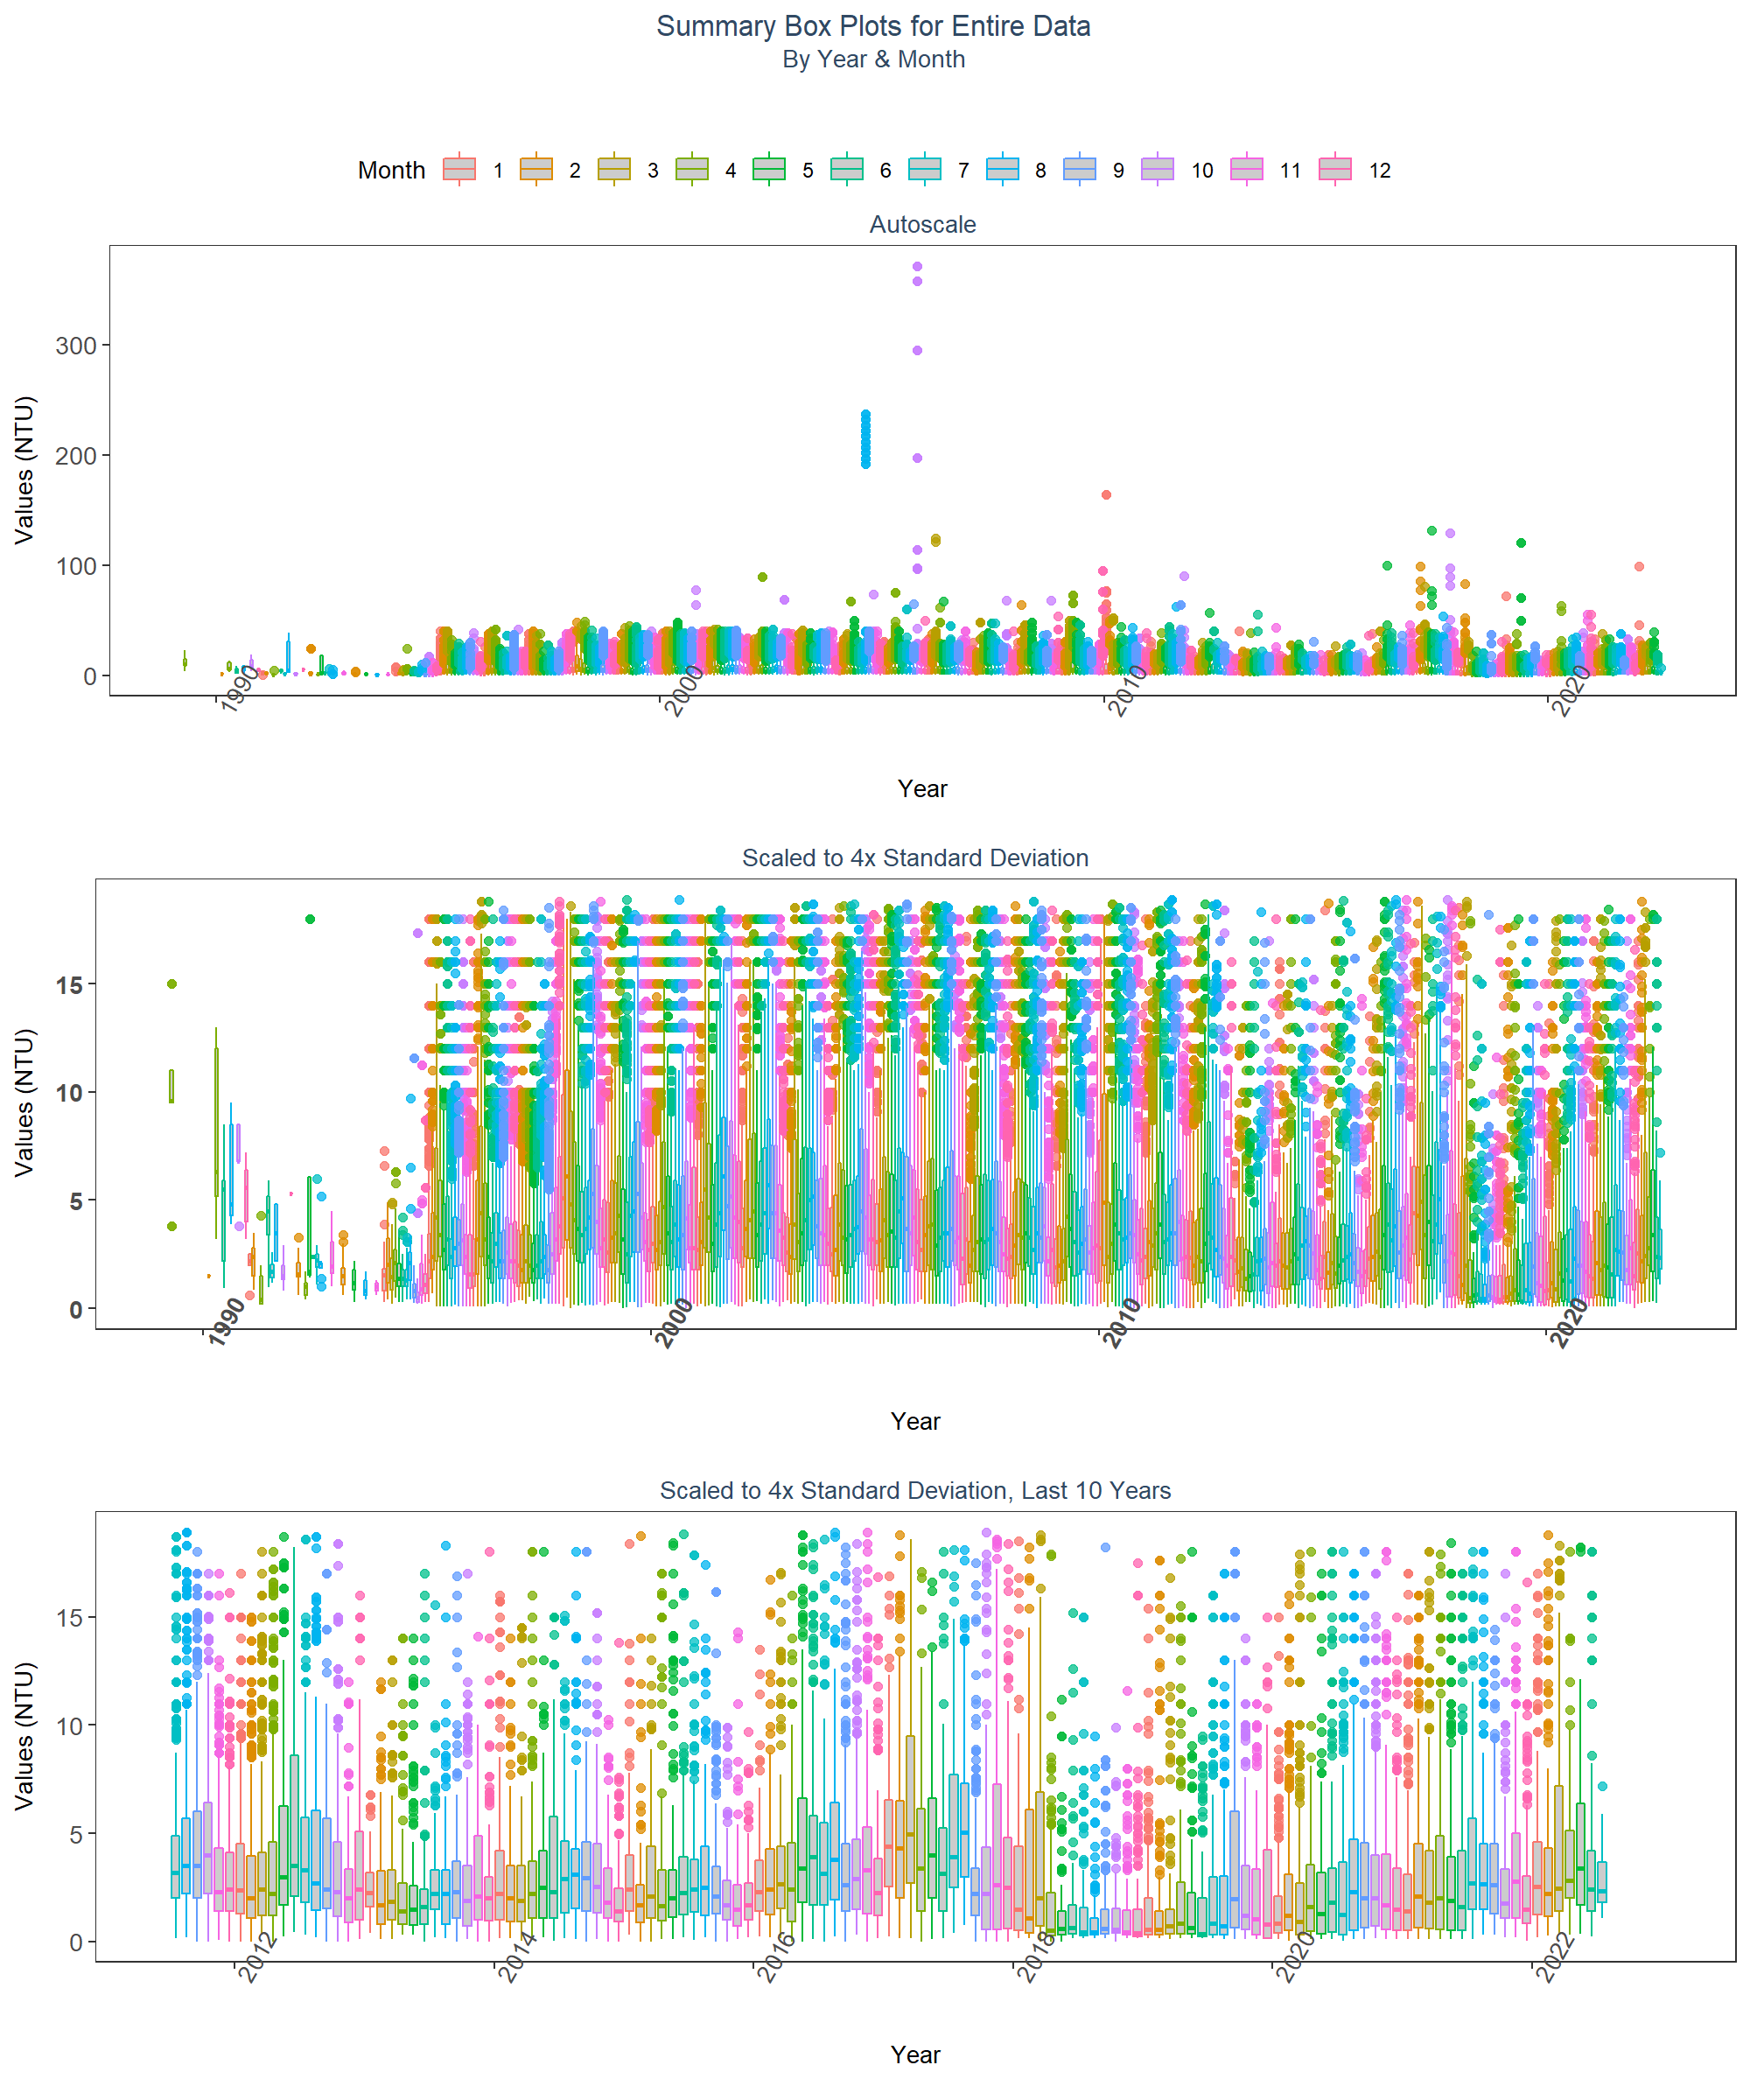 Summary Box Plots for Entire Data
By Year & Month
Month 1 2 3 4 5 6 7 8 9 10 11 12
Autoscale
Values (NTU)
300
200
100
0
1990 2000 2010 2020
Year
Scaled to 4x Standard Deviation
Values (NTU)
15
10
5
0
1990 2000 2010 2020
Year
Scaled to 4x Standard Deviation, Last 10 Years
Values (NTU)
15
10
5
0
2012 2014 2016 2018 2020 2022
Year